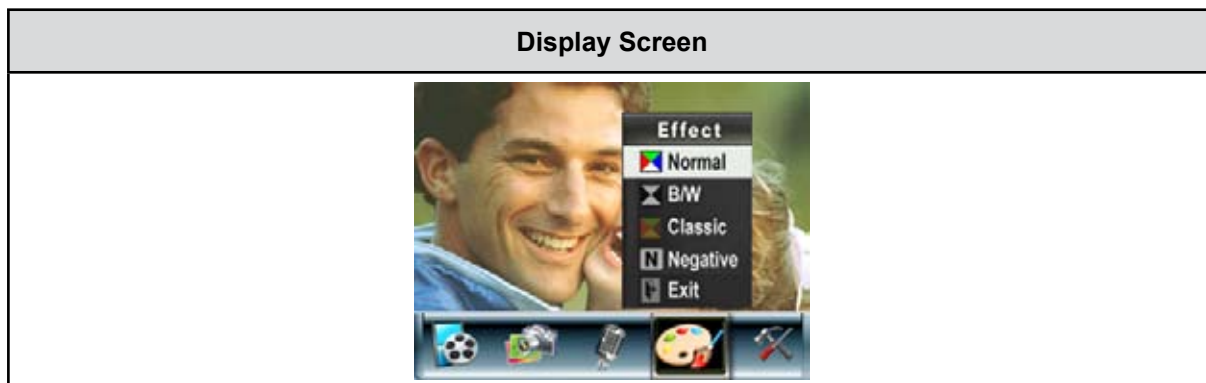 Display Screen
Effect
Normal
B/W
Classic
N Negative
Exit